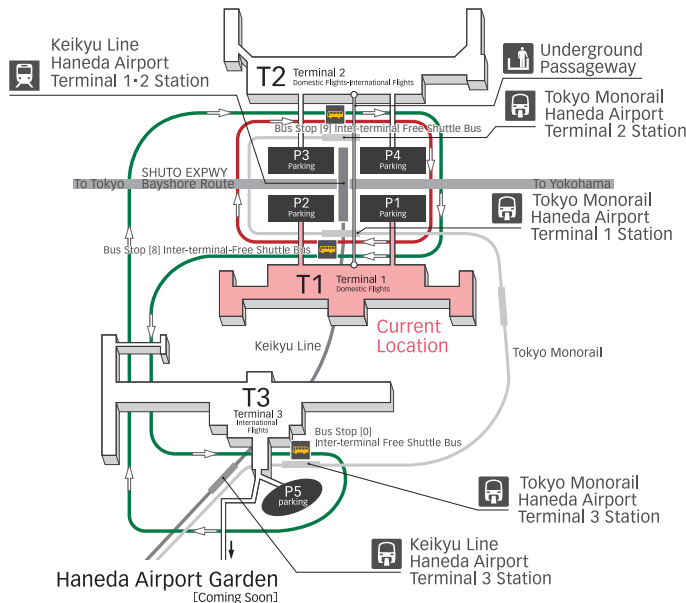 Keikyu Line
Haneda Airport
Terminal 1・2 Station
T2
Terminal 2
Domestic Flights・International Flights
Underground
Passageway
Tokyo Monorail
Haneda Airport
Terminal 2 Station
Bus Stop [9] Inter-terminal Free Shuttle Bus
P3
Parking
P4
Parking
SHUTO EXPWY
Bayshore Route
To Tokyo
To Yokohama
P2
Parking
P1
Parking
Tokyo Monorail
Haneda Airport
Terminal 1 Station
Bus Stop [8] Inter-terminal-Free Shuttle Bus
T1
Terminal 1
Domestic Flights
Current
Location
Keikyu Line
Tokyo Monorail
T3
Terminal 3
International
Flights
Bus Stop [0]
Inter-terminal Free Shuttle Bus
P5
parking
Tokyo Monorail
Haneda Airport
Terminal 3 Station
Keikyu Line
Haneda Airport
Terminal 3 Station
Haneda Airport Garden
[Coming Soon]